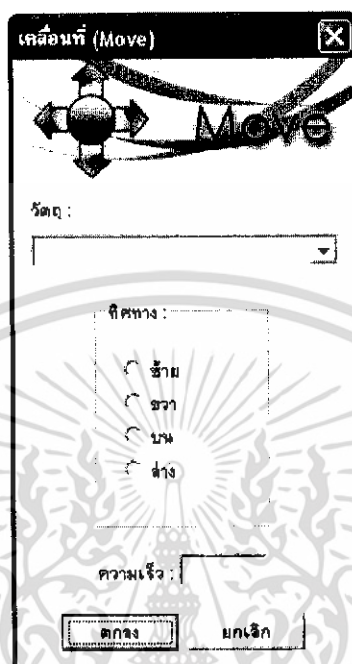 เคลื่อนที่ (Move)
Move
วัตถุ :
ทิศทาง :
ซ้าย
ขวา
บน
ล่าง
ความเร็ว :
ตกลง ยกเลิก